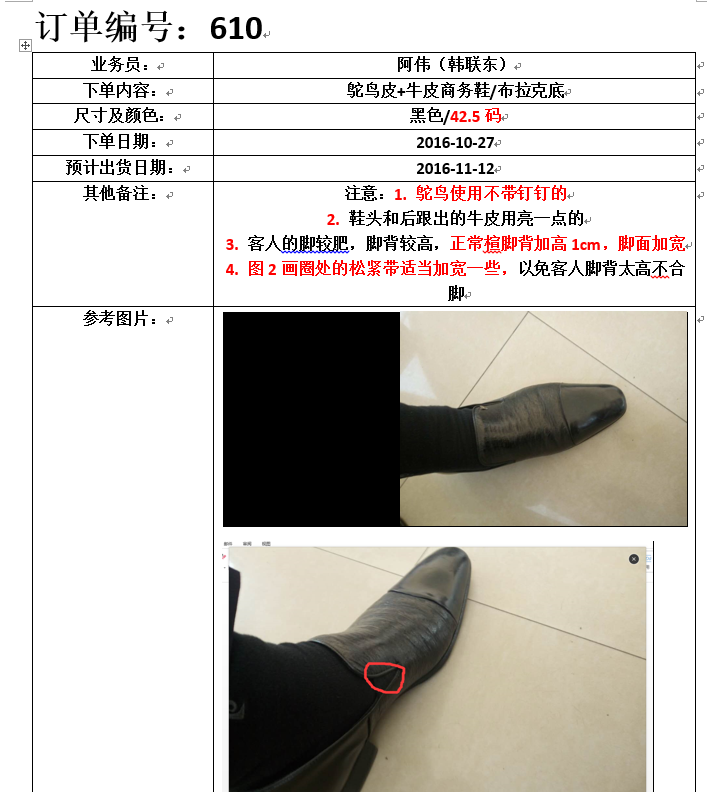 订单编号：610
业务员：
阿伟（韩联东）
下单内容：
鸵鸟皮+牛皮商务鞋/布拉克底
尺寸及颜色：
黑色/42.5码
下单日期：
2016-10-27
预计出货日期：
2016-11-12
其他备注：
注意：1. 鸵鸟使用不带钉钉的
2. 鞋头和后跟出的牛皮用亮一点的
3. 客人的脚较肥，脚背较高，正常楦脚背加高1cm，脚面加宽
4. 图2画圈处的松紧带适当加宽一些，以免客人脚背太高不合
脚
参考图片：